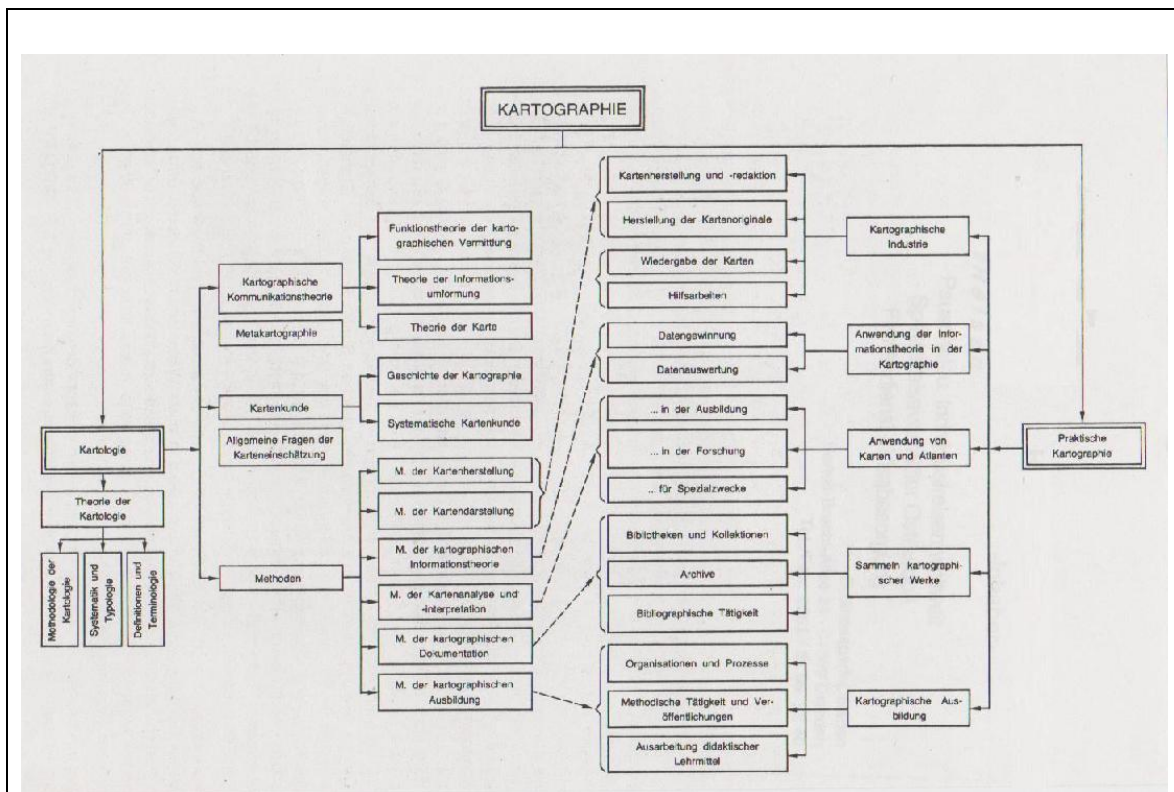 KARTOGRAPHIE
Kartologie
Theorie der
Kartologie
Methodologie der
Kartologie
Systematik und
Typologie
Definitionen und
Terminologie
Kartographische
Kommunikationstheorie
Metakartographie
Kartenkunde
Allgemeine Fragen der
Karteneinschätzung
Methoden
Funktionstheorie der karto-
graphischen Vermittlung
Theorie der Informations-
umformung
Theorie der Karte
Geschichte der Kartographie
Systematische Kartenkunde
M. der Kartenherstellung
M. der Kartendarstellung
M. der kartographischen
Informationstheorie
M. der Kartenanalyse und
-interpretation
M. der kartographischen
Dokumentation
M. der kartographischen
Ausbildung
Kartenherstellung und -redaktion
Herstellung der Kartenoriginale
Wiedergabe der Karten
Hilfsarbeiten
Datengewinnung
Datenauswertung
... in der Ausbildung
... in der Forschung
... für Spezialzwecke
Bibliotheken und Kollektionen
Archive
Bibliographische Tätigkeit
Organisationen und Prozesse
Methodische Tätigkeit und Ver-
öffentlichungen
Ausarbeitung didaktischer
Lehrmittel
Kartographische
Industrie
Anwendung der Infor-
mationstheorie in der
Kartographie
Anwendung von
Karten und Atlanten
Sammeln kartographi-
scher Werke
Kartographische Aus-
bildung
Praktische
Kartographie